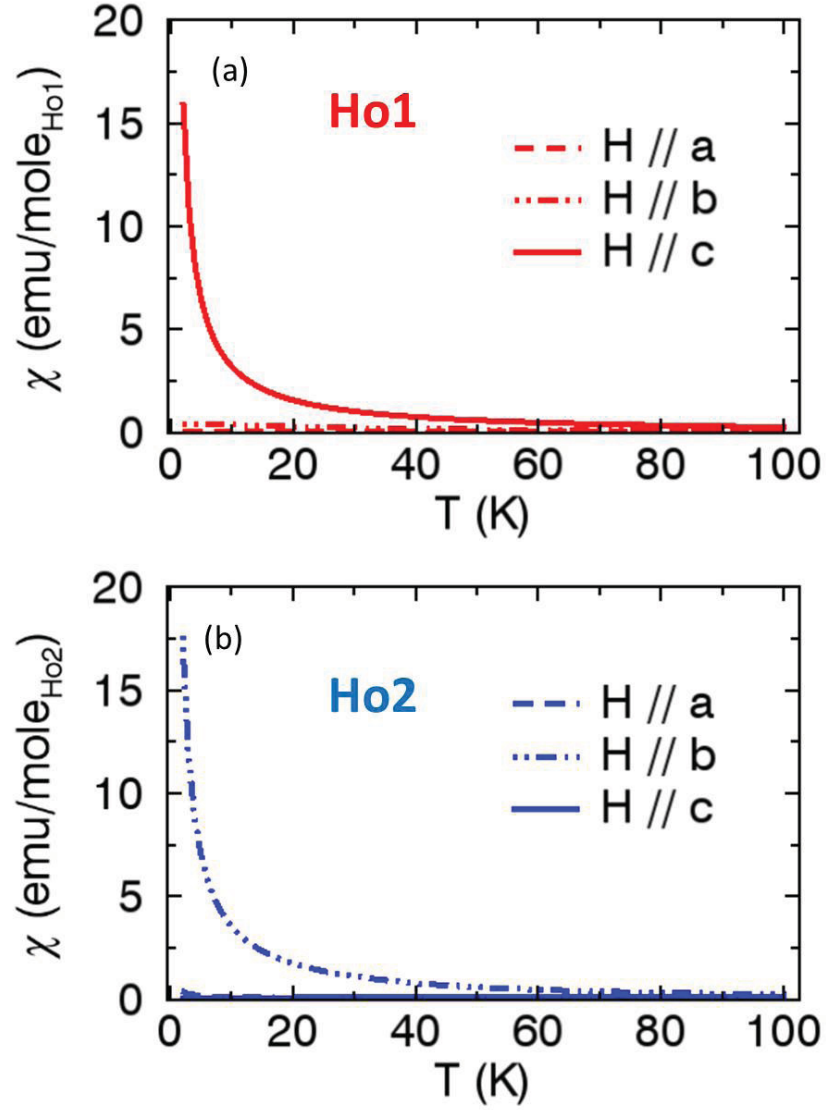 (a)
Ho1
χ (emu/mole_Ho1)
20
15
10
5
0
H // a
H // b
H // c
0 20 40 60 80 100
T (K)
(b)
Ho2
χ (emu/mole_Ho2)
20
15
10
5
0
H // a
H // b
H // c
0 20 40 60 80 100
T (K)